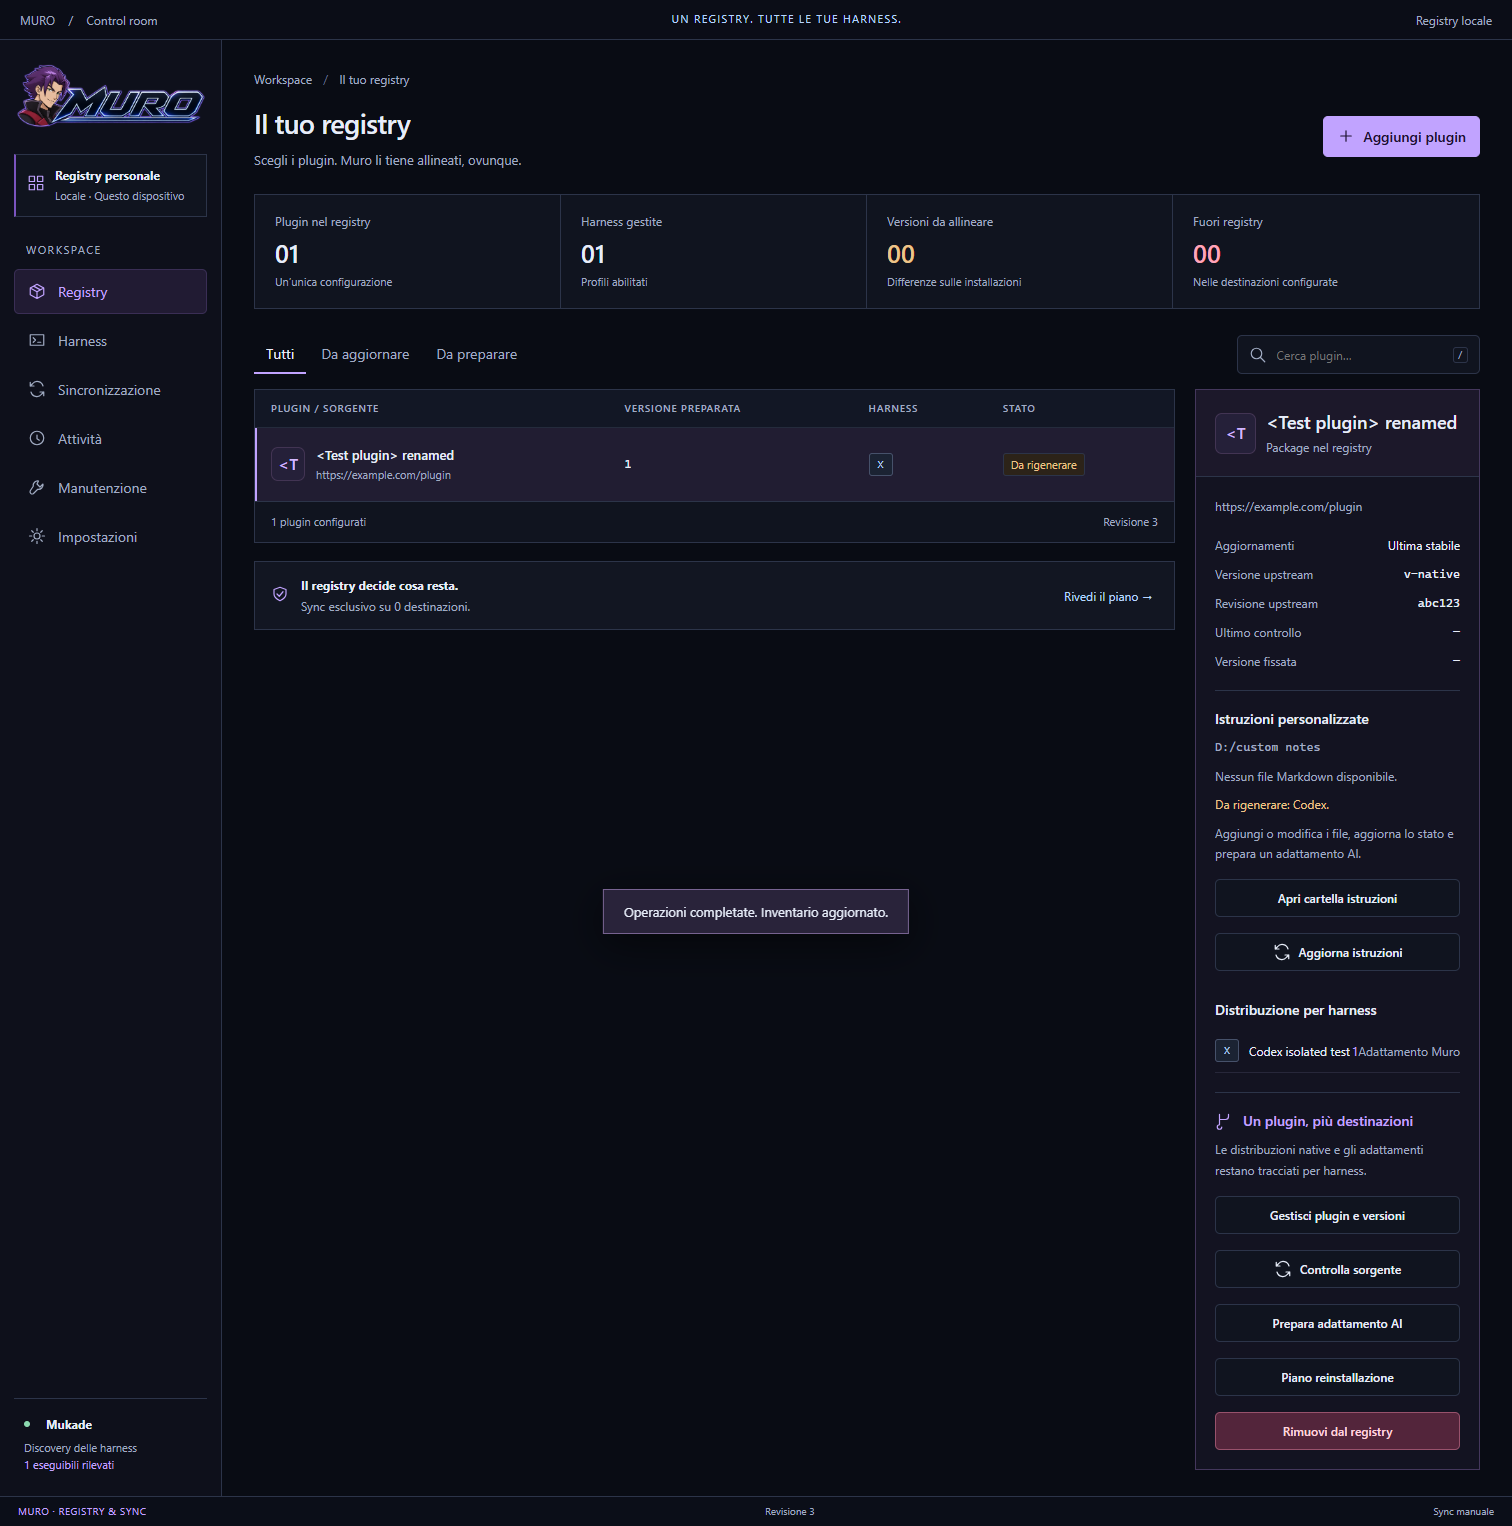 MURO / Control room
UN REGISTRY. TUTTE LE TUE HARNESS.
Registry locale
MURO
Registry personale
Locale · Questo dispositivo
WORKSPACE
Registry
Harness
Sincronizzazione
Attività
Manutenzione
Impostazioni
Mukade
Discovery delle harness
1 eseguibili rilevati
Workspace / Il tuo registry
Il tuo registry
Scegli i plugin. Muro li tiene allineati, ovunque.
+ Aggiungi plugin
Plugin nel registry
01
Un'unica configurazione
Harness gestite
01
Profili abilitati
Versioni da allineare
00
Differenze sulle installazioni
Fuori registry
00
Nelle destinazioni configurate
Tutti Da aggiornare Da preparare
Cerca plugin... /
PLUGIN / SORGENTE VERSIONE PREPARATA HARNESS STATO
<T <Test plugin> renamed
https://example.com/plugin
1
X
Da rigenerare
1 plugin configurati
Revisione 3
Il registry decide cosa resta.
Sync esclusivo su 0 destinazioni.
Rivedi il piano →
Operazioni completate. Inventario aggiornato.
<T <Test plugin> renamed
Package nel registry
https://example.com/plugin
Aggiornamenti Ultima stabile
Versione upstream v-native
Revisione upstream abc123
Ultimo controllo —
Versione fissata —
Istruzioni personalizzate
D:/custom notes
Nessun file Markdown disponibile.
Da rigenerare: Codex.
Aggiungi o modifica i file, aggiorna lo stato e
prepara un adattamento AI.
Apri cartella istruzioni
Aggiorna istruzioni
Distribuzione per harness
X Codex isolated test 1Adattamento Muro
Un plugin, più destinazioni
Le distribuzioni native e gli adattamenti
restano tracciati per harness.
Gestisci plugin e versioni
Controlla sorgente
Prepara adattamento AI
Piano reinstallazione
Rimuovi dal registry
MURO · REGISTRY & SYNC
Revisione 3
Sync manuale